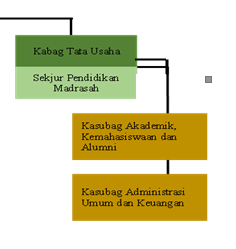 Kabag Tata Usaha
Sekjur Pendidikan
Madrasah
Kasubag Akademik,
Kemahasiswaan dan
Alumni
Kasubag Administrasi
Umum dan Keuangan